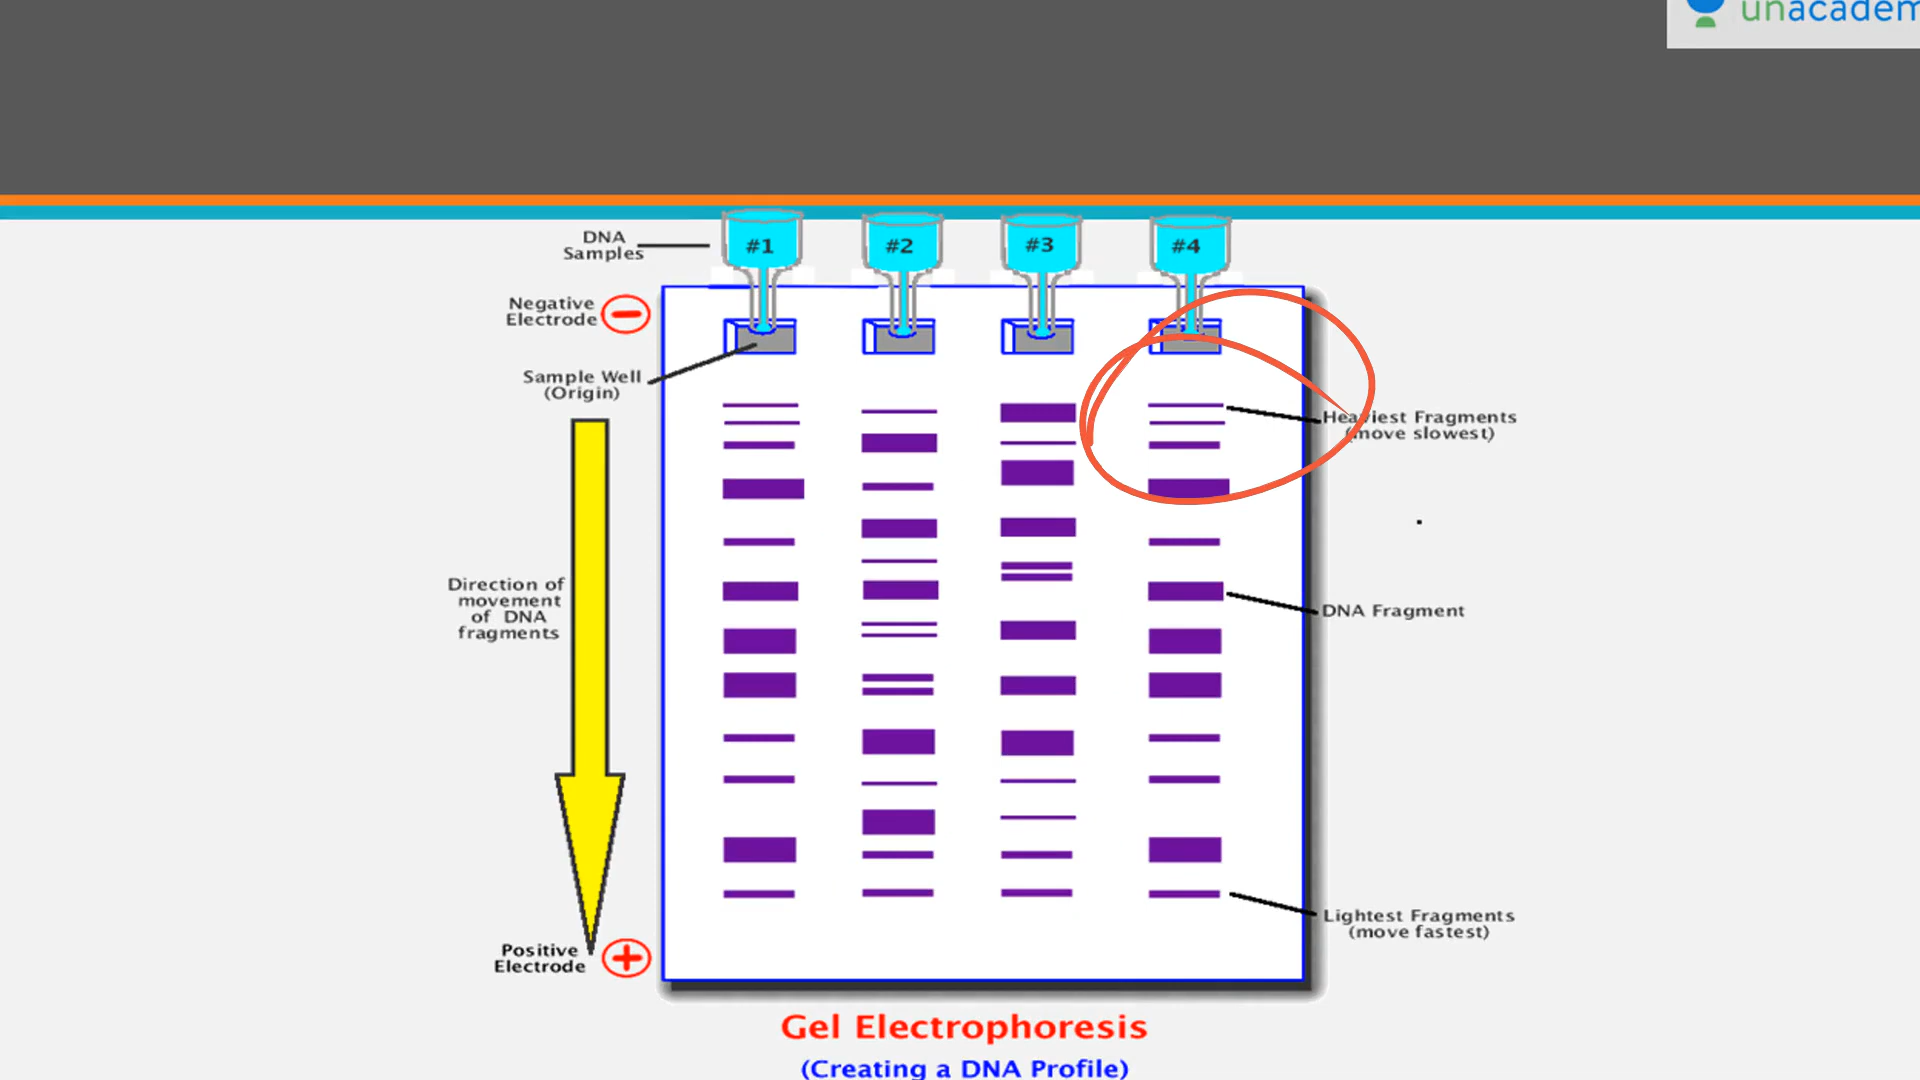 unacadem
#1
#2
#3
#4
DNA
Samples
Negative
Electrode
Sample Well
(Origin)
Heaviest Fragments
(move slowest)
Direction of
movement
of DNA
fragments
DNA Fragment
Lightest Fragments
(move fastest)
Positive
Electrode
Gel Electrophoresis
(Creating a DNA Profile)